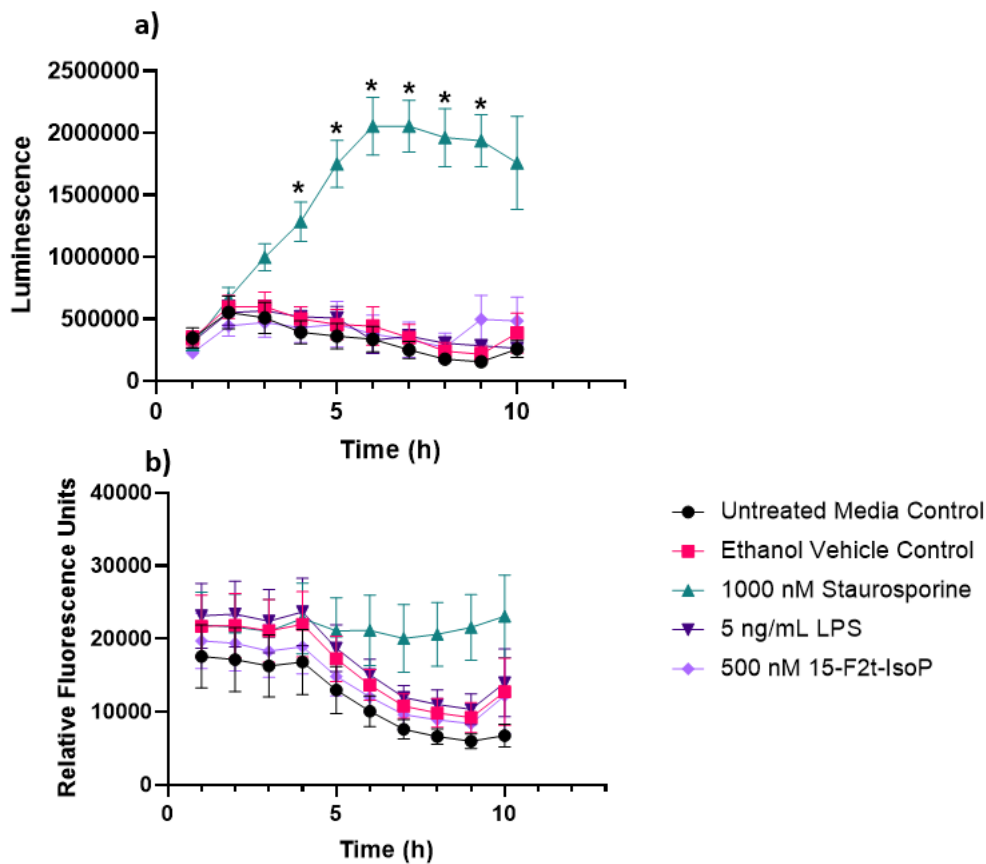 a)
2500000
2000000
1500000
1000000
500000
0
Luminescence
* * * * * *
0 5 10
Time (h)
b)
40000
30000
20000
10000
0
Relative Fluorescence Units
0 5 10
Time (h)
Untreated Media Control
Ethanol Vehicle Control
1000 nM Staurosporine
5 ng/mL LPS
500 nM 15-F2t-IsoP